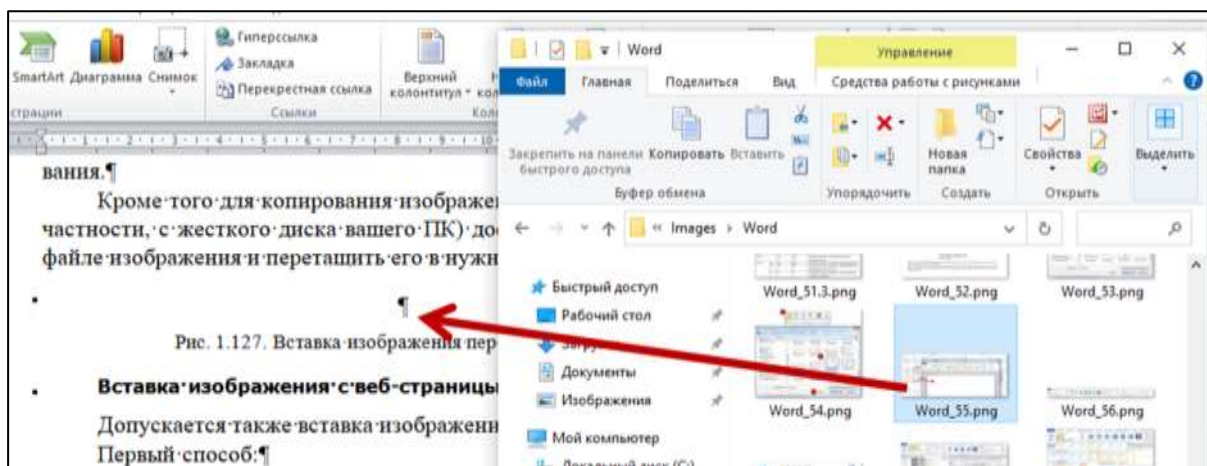 Гиперссылка
SmartArt Диаграмма Снимок
Закладка
Перекрестная ссылка
Верхний
колонтитул
страции
Ссылки
Кол
вания.¶
Кроме·того·для·копирования·изображе
частности,·с·жесткого·диска·вашего·ПК)·до
файле·изображения·и·перетащить·его·в·нужн
¶
Рис. 1.127. Вставка·изображения·пер
Вставка·изображения·с·веб-страницы
Допускается·также·вставка·изображени
Первый·способ:¶
Word
Управление
Файл Главная Поделиться Вид Средства работы с рисунками
Закрепить на панели
быстрого доступа
Копировать Вставить
Новая
папка
Свойства
Выделить
Буфер обмена Упорядочить Создать Открыть
« Images › Word
Быстрый доступ
Рабочий стол
Документы
Изображения
Мой компьютер
Локальный диск (C:)
Word_51.3.png Word_52.png Word_53.png
Word_54.png Word_55.png Word_56.png